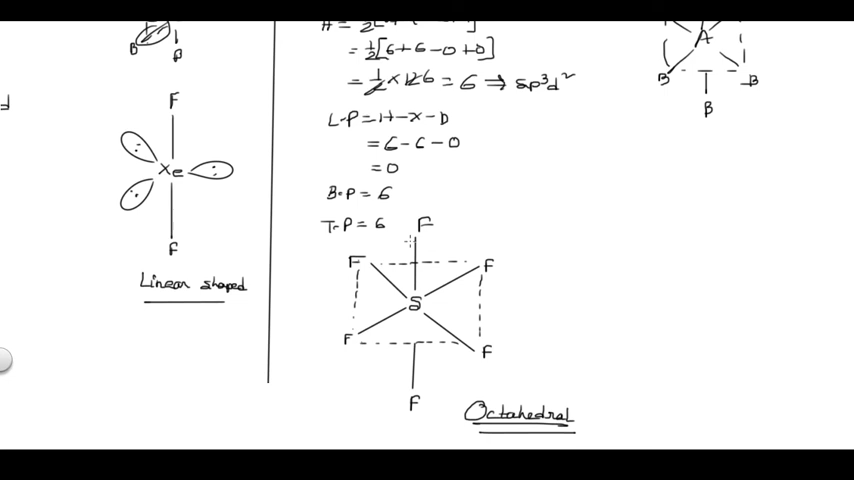 B
B
d
F
Xe
F
Linear shaped
= 1/2[6+6-0+0]
= 1/2 × 126 = 6 ⇒ sp³d²
L-P = H - X - D
= 6 - 6 - 0
= 0
B·P = 6
T-P = 6
F
F F
S
F F
F
Octahedral
A
B B
B